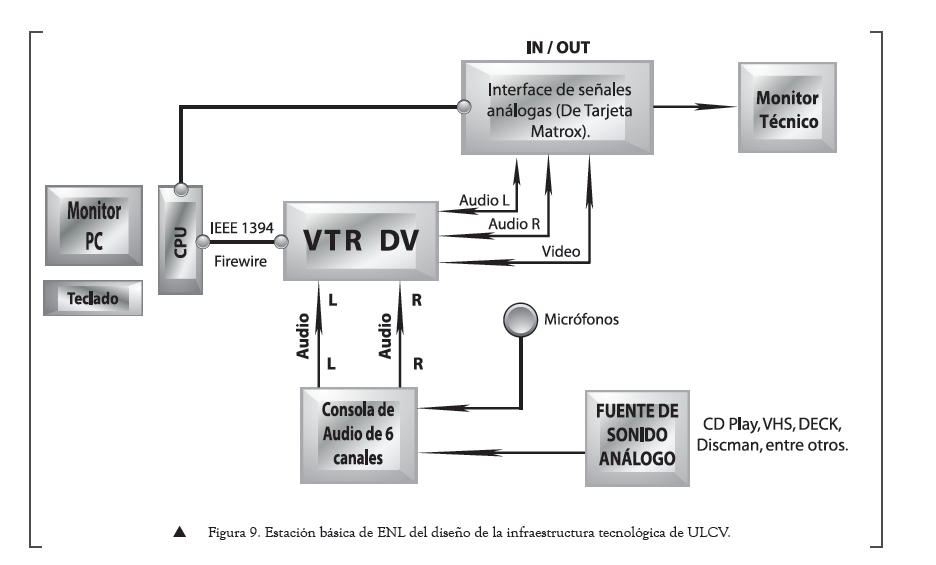 IN / OUT
Interface de señales
análogas (De Tarjeta
Matrox).
Monitor
Técnico
Monitor
PC
Teclado
CPU
IEEE 1394
Firewire
VTR DV
Audio L
Audio R
Video
L
R
Audio
Audio
L
R
Micrófonos
Consola de
Audio de 6
canales
FUENTE DE
SONIDO
ANÁLOGO
CD Play, VHS, DECK,
Discman, entre otros.
▲ Figura 9. Estación básica de ENL del diseño de la infraestructura tecnológica de ULCV.